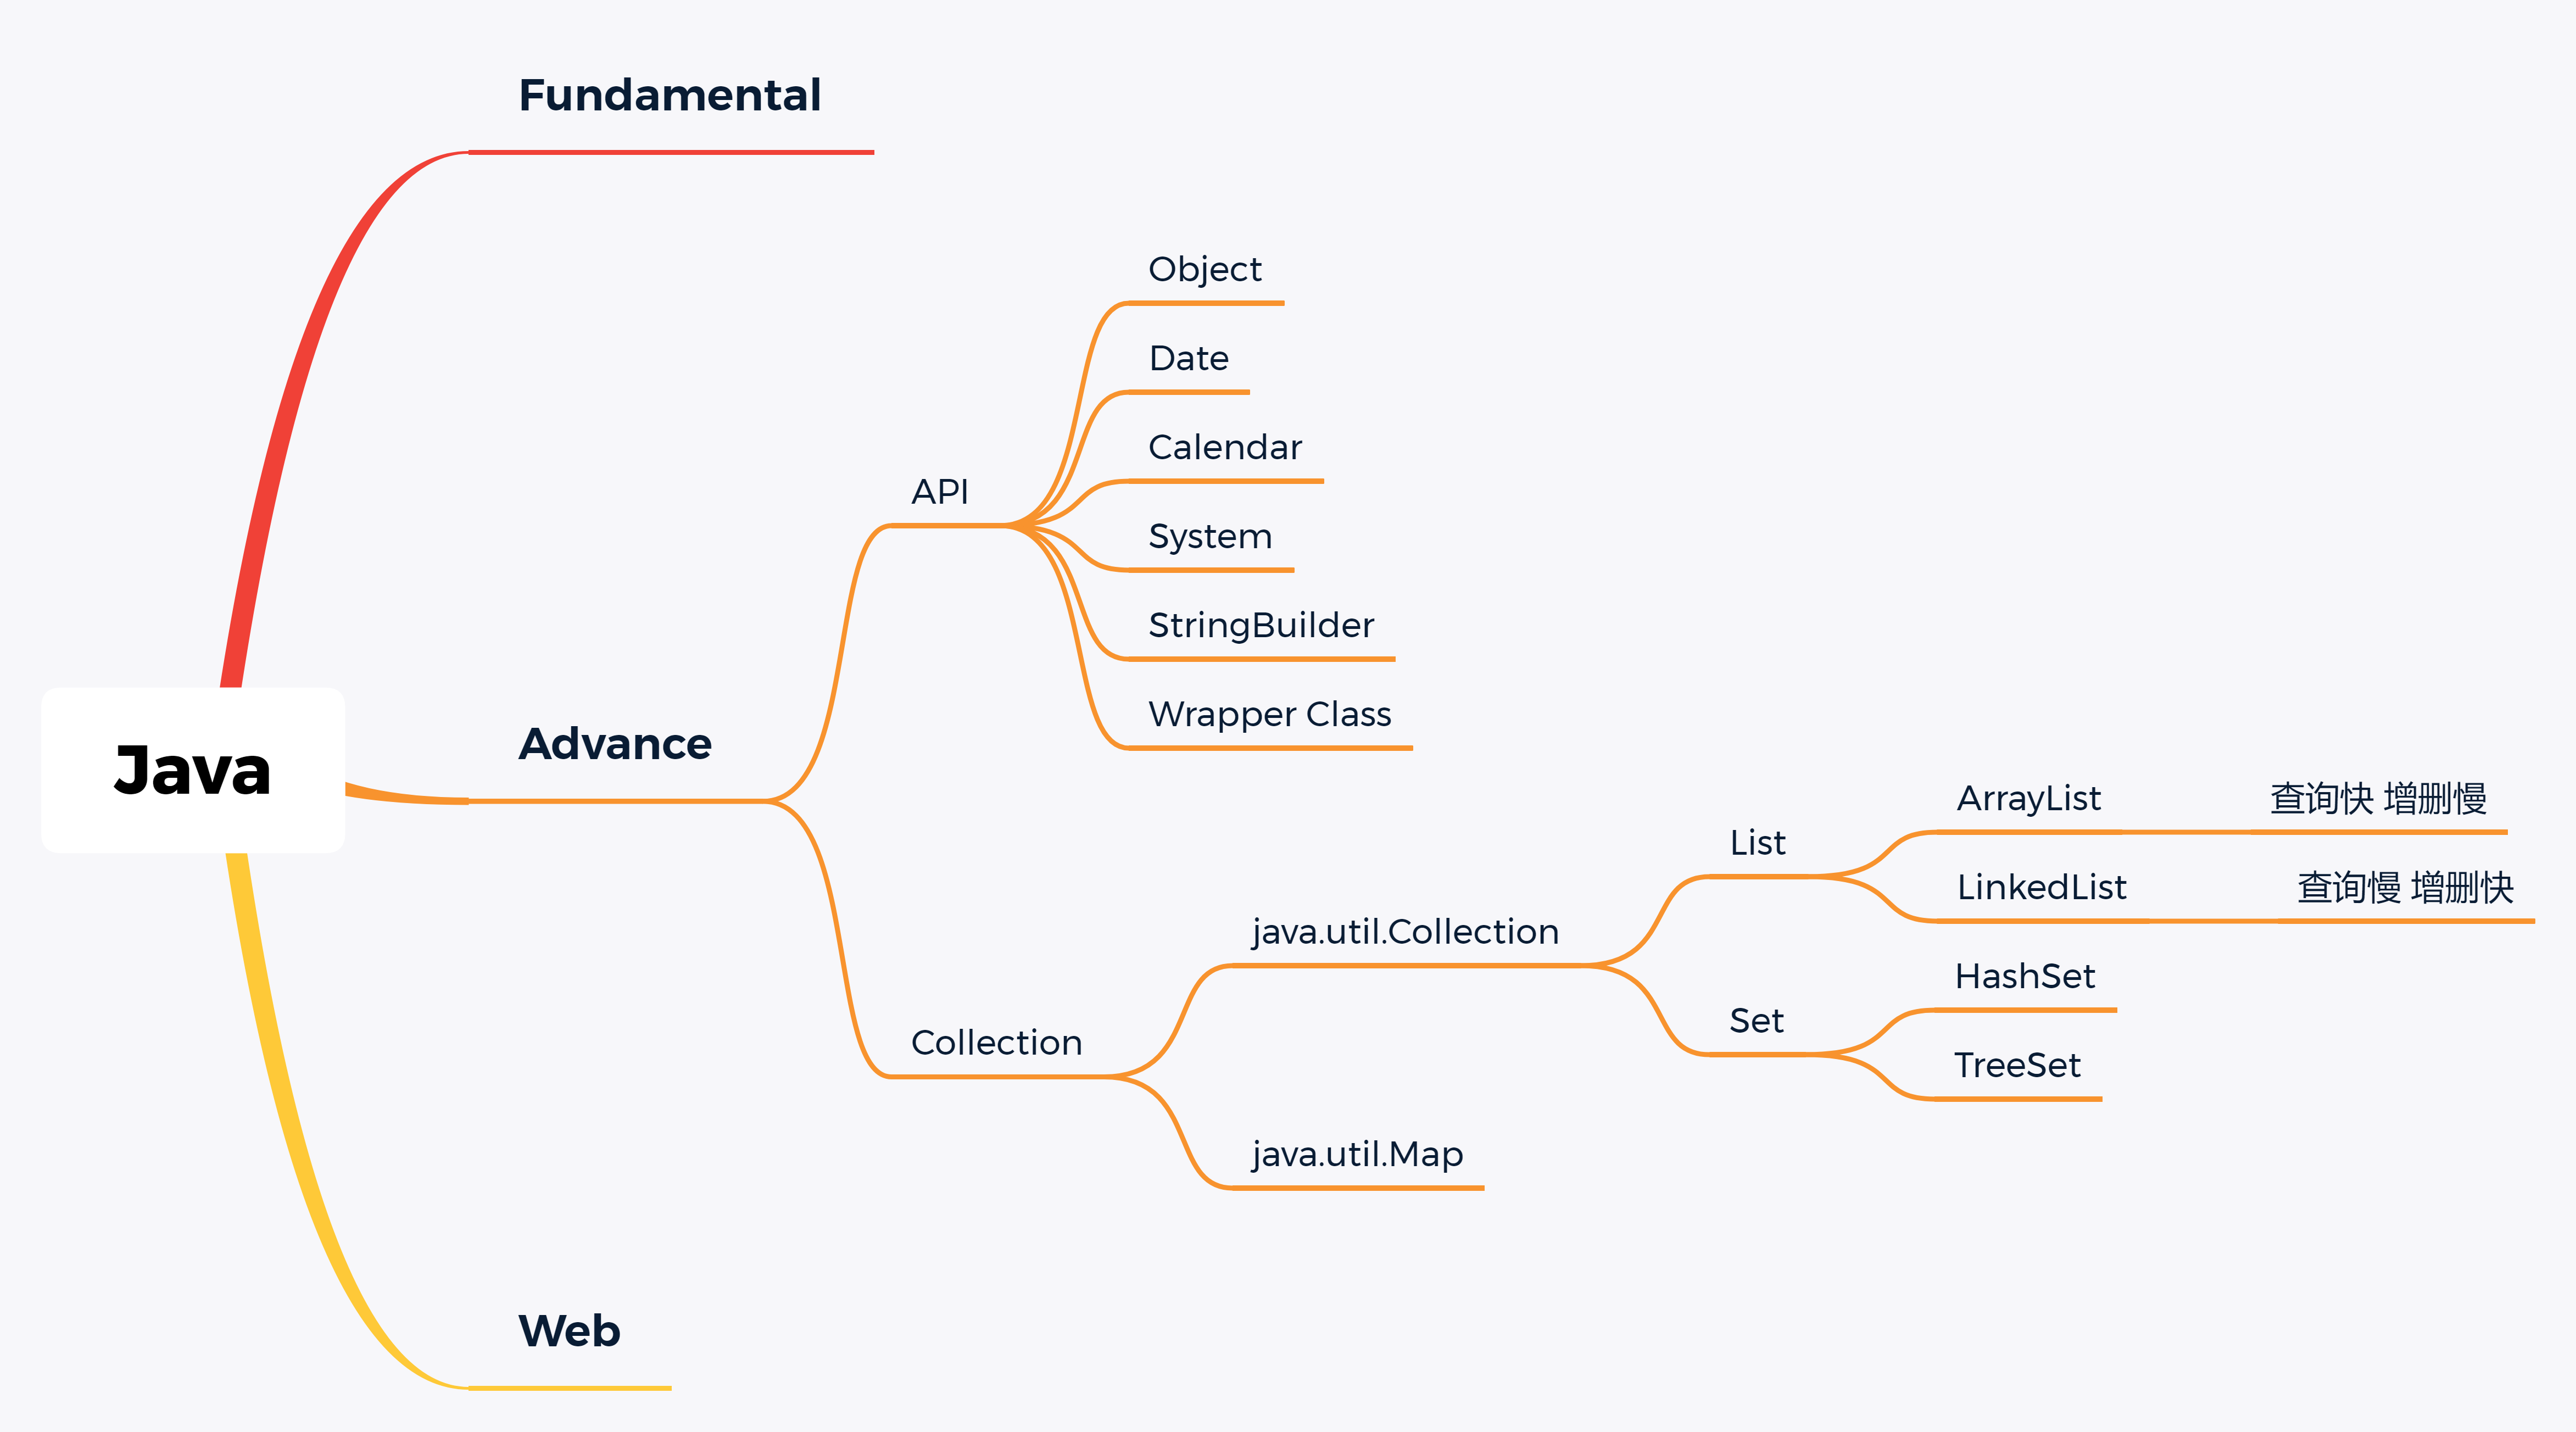 Java
Fundamental
Advance
API
Object
Date
Calendar
System
StringBuilder
Wrapper Class
Collection
java.util.Collection
List
ArrayList
查询快 增删慢
LinkedList
查询慢 增删快
Set
HashSet
TreeSet
java.util.Map
Web